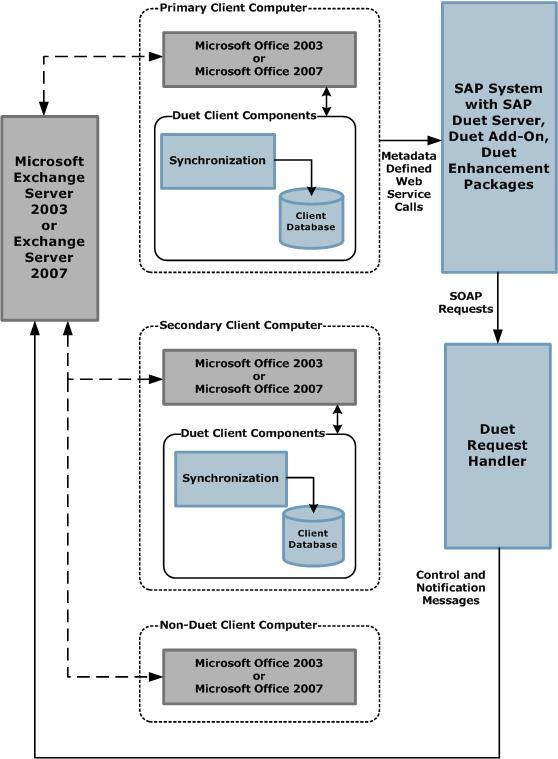 Primary Client Computer
Microsoft Office 2003
or
Microsoft Office 2007
Duet Client Components
Synchronization
Client
Database
Microsoft
Exchange
Server
2003
or
Exchange
Server
2007
Metadata
Defined
Web
Service
Calls
SAP System
with SAP
Duet Server,
Duet Add-On,
Duet
Enhancement
Packages
SOAP
Requests
Secondary Client Computer
Microsoft Office 2003
or
Microsoft Office 2007
Duet Client Components
Synchronization
Client
Database
Duet
Request
Handler
Control and
Notification
Messages
Non-Duet Client Computer
Microsoft Office 2003
or
Microsoft Office 2007